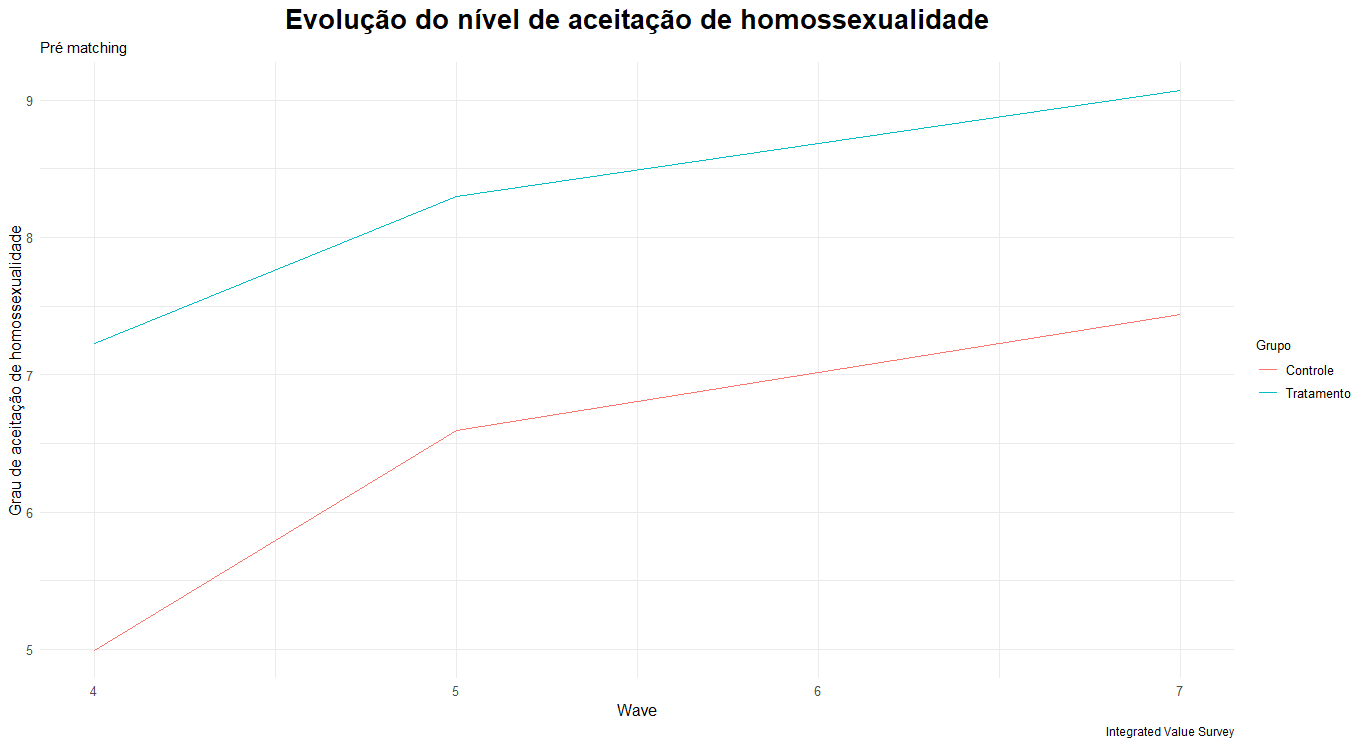 Evolução do nível de aceitação de homossexualidade
Pré matching
Grau de aceitação de homossexualidade
9
8
7
6
5
4
5
6
7
Wave
Grupo
Controle
Tratamento
Integrated Value Survey